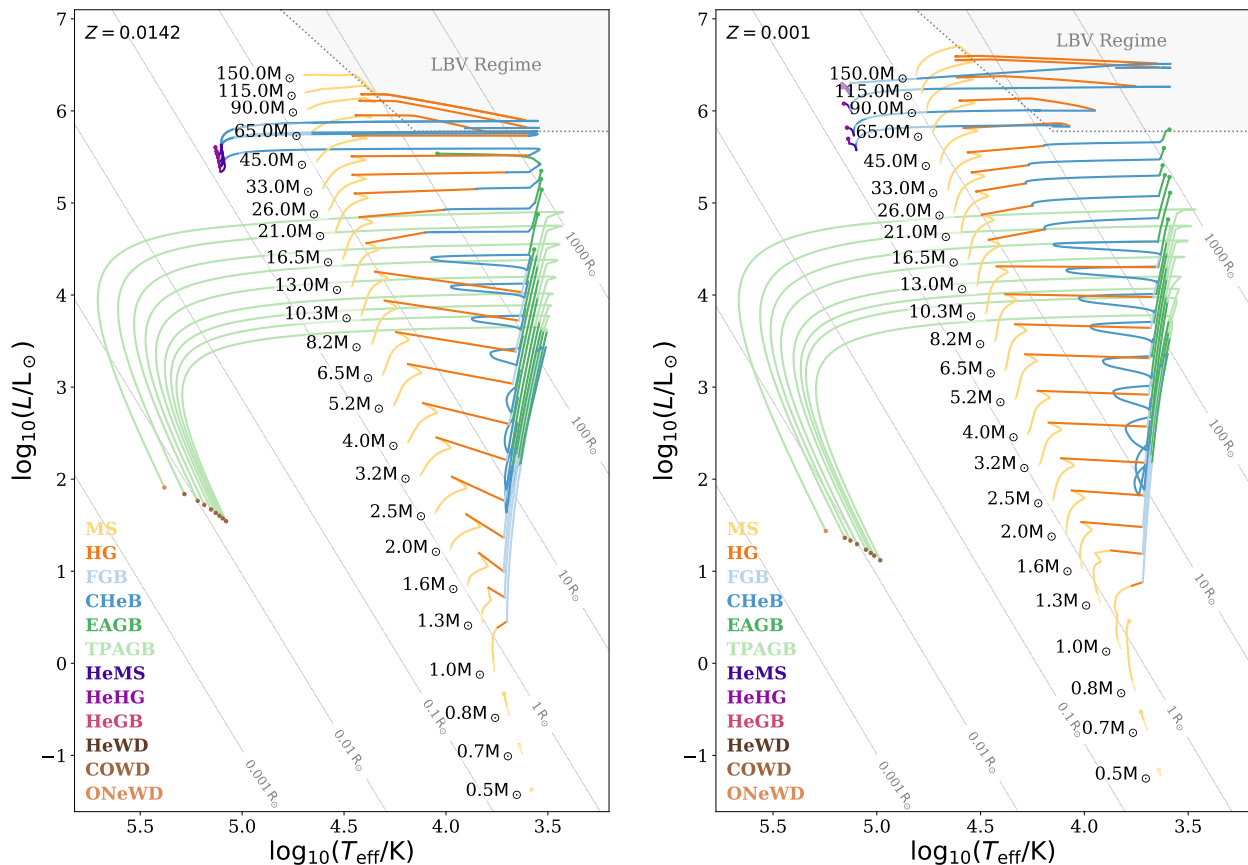 Z = 0.0142
LBV Regime
7
6
5
4
3
2
1
0
−1
log₁₀(L/L⊙)
150.0M⊙
115.0M⊙
90.0M⊙
65.0M⊙
45.0M⊙
33.0M⊙
26.0M⊙
21.0M⊙
16.5M⊙
13.0M⊙
10.3M⊙
8.2M⊙
6.5M⊙
5.2M⊙
4.0M⊙
3.2M⊙
2.5M⊙
2.0M⊙
1.6M⊙
1.3M⊙
1.0M⊙
0.8M⊙
0.7M⊙
0.5M⊙
1000R⊙
100R⊙
10R⊙
1R⊙
0.1R⊙
0.01R⊙
0.001R⊙
MS
HG
FGB
CHeB
EAGB
TPAGB
HeMS
HeHG
HeGB
HeWD
COWD
ONeWD
5.5 5.0 4.5 4.0 3.5
log₁₀(Teff/K)
Z = 0.001
LBV Regime
7
6
5
4
3
2
1
0
−1
log₁₀(L/L⊙)
150.0M⊙
115.0M⊙
90.0M⊙
65.0M⊙
45.0M⊙
33.0M⊙
26.0M⊙
21.0M⊙
16.5M⊙
13.0M⊙
10.3M⊙
8.2M⊙
6.5M⊙
5.2M⊙
4.0M⊙
3.2M⊙
2.5M⊙
2.0M⊙
1.6M⊙
1.3M⊙
1.0M⊙
0.8M⊙
0.7M⊙
0.5M⊙
1000R⊙
100R⊙
10R⊙
1R⊙
0.1R⊙
0.01R⊙
0.001R⊙
MS
HG
FGB
CHeB
EAGB
TPAGB
HeMS
HeHG
HeGB
HeWD
COWD
ONeWD
5.5 5.0 4.5 4.0 3.5
log₁₀(Teff/K)